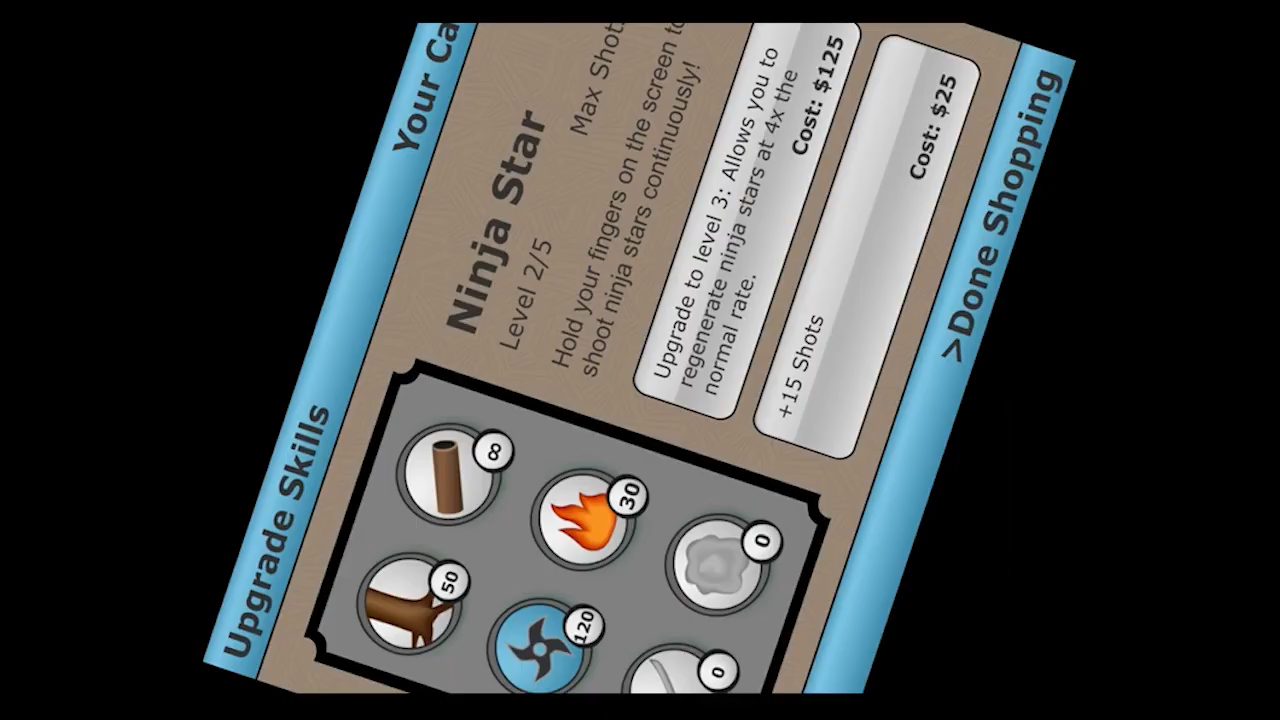 Upgrade Skills Your Ca
Ninja Star
Level 2/5 Max Shot
Hold your fingers on the screen to
shoot ninja stars continuously!
Upgrade to level 3: Allows you to
regenerate ninja stars at 4x the
normal rate.
Cost: $125
+15 Shots
Cost: $25
>Done Shopping
∞
50
30
120
0
0